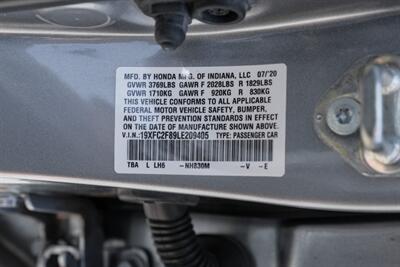 MFD. BY HONDA MFG. OF INDIANA, LLC 07/20
GVWR 3769LBS GAWR F 2028LBS R 1829LBS
GVWR 1710KG GAWR F 920KG R 830KG
THIS VEHICLE CONFORMS TO ALL APPLICABLE
FEDERAL MOTOR VEHICLE SAFETY, BUMPER,
AND THEFT PREVENTION STANDARDS IN EFFECT
ON THE DATE OF MANUFACTURE SHOWN ABOVE.
V.I.N.: 19XFC2F89LE209405 TYPE: PASSENGER CAR
TBA L LH6 -NH830M -V -E